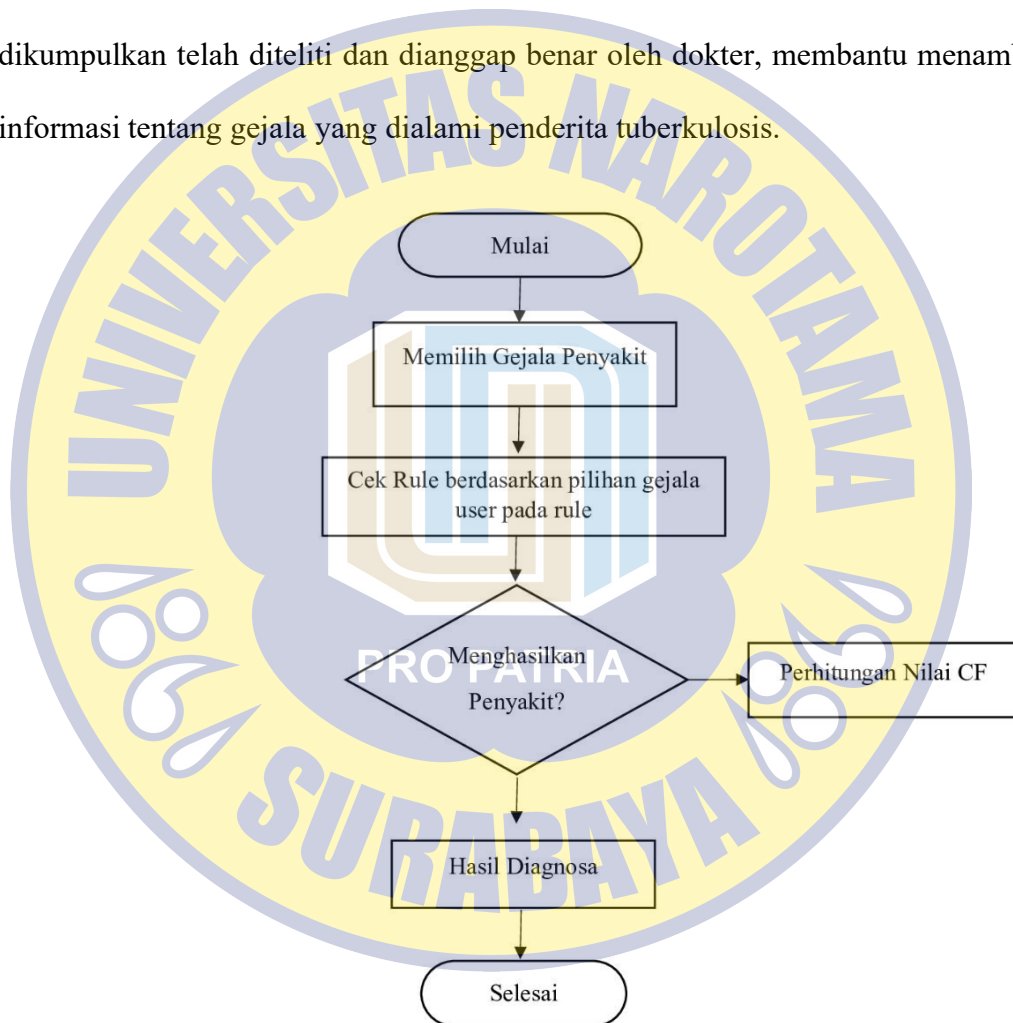 dikumpulkan telah diteliti dan dianggap benar oleh dokter, membantu menam
informasi tentang gejala yang dialami penderita tuberkulosis.
UNIVERSITAS NAROTAMA
Mulai
Memilih Gejala Penyakit
Cek Rule berdasarkan pilihan gejala
user pada rule
PRO PATRIA
Menghasilkan
Penyakit?
Perhitungan Nilai CF
SURABAYA
Hasil Diagnosa
Selesai